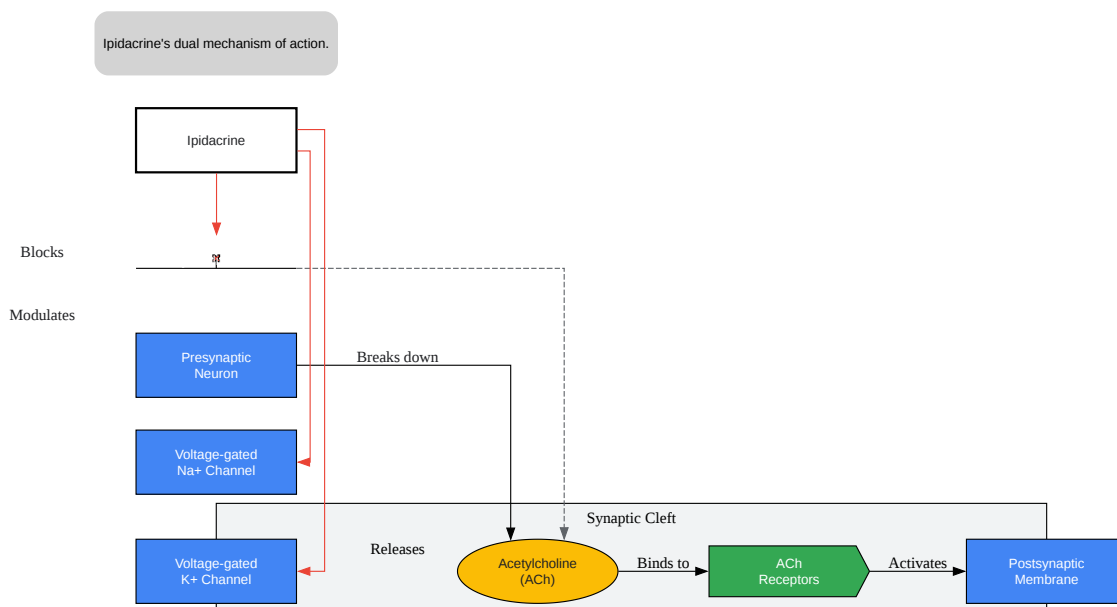 Ipidacrine's dual mechanism of action.
Ipidacrine
Blocks
Modulates
Presynaptic
Neuron
Breaks down
Voltage-gated
Na+ Channel
Synaptic Cleft
Voltage-gated
K+ Channel
Releases
Acetylcholine
(ACh)
Binds to
ACh
Receptors
Activates
Postsynaptic
Membrane